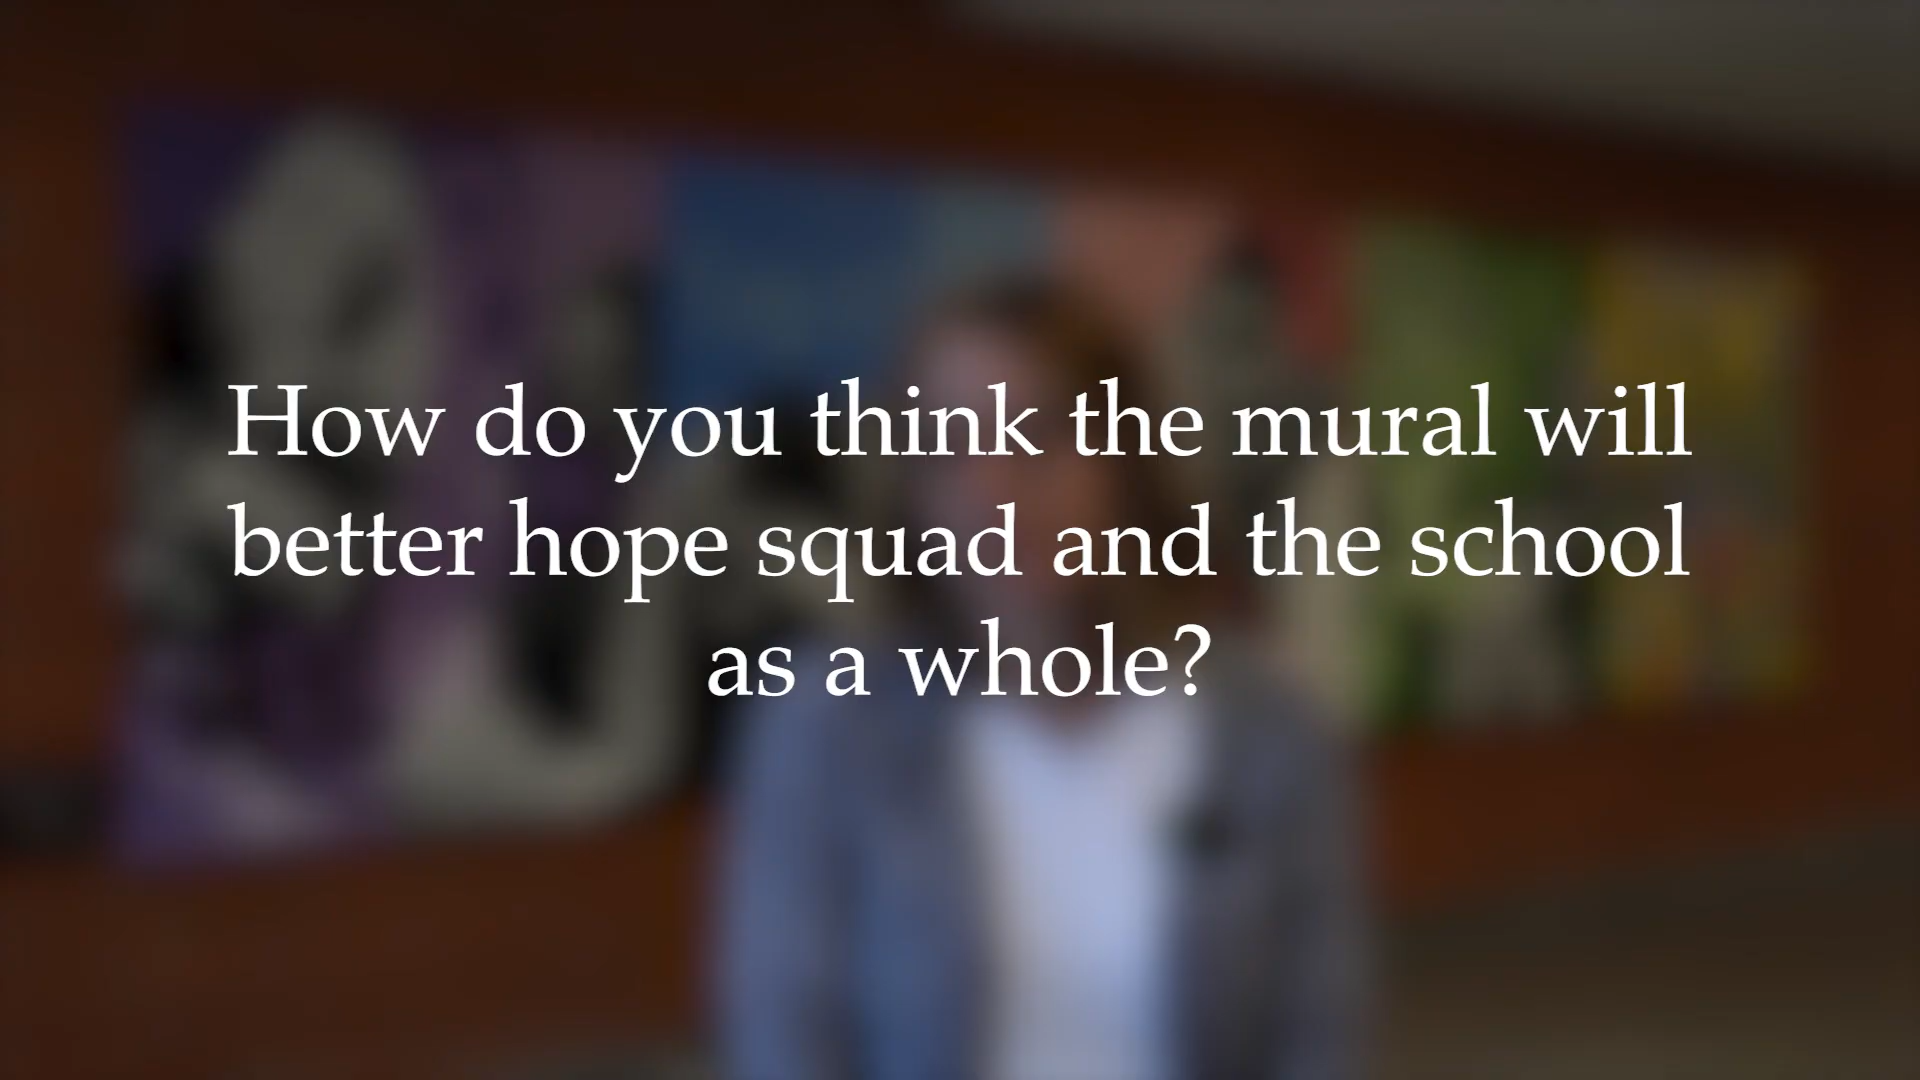 How do you think the mural will
better hope squad and the school
as a whole?